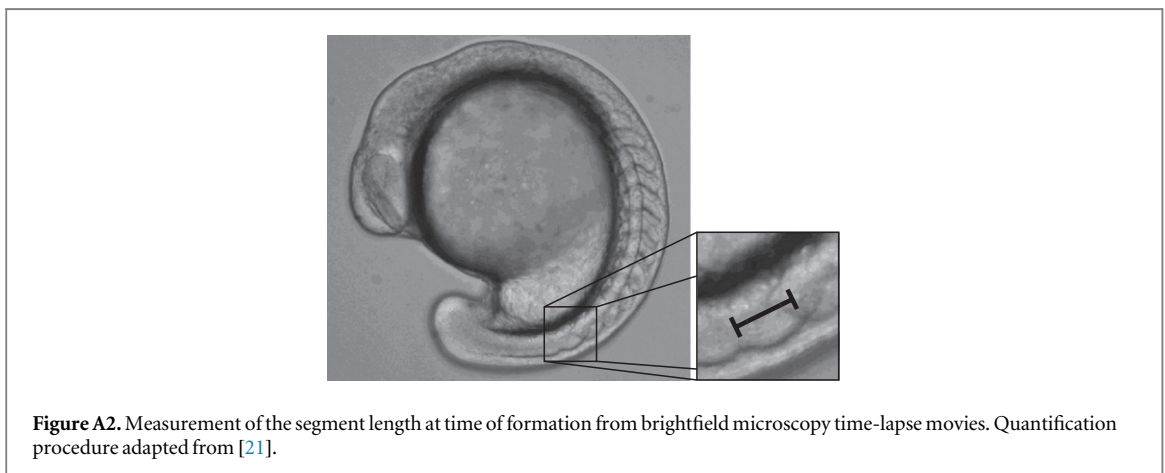 Figure A2. Measurement of the segment length at time of formation from brightfield microscopy time-lapse movies. Quantification
procedure adapted from [21].